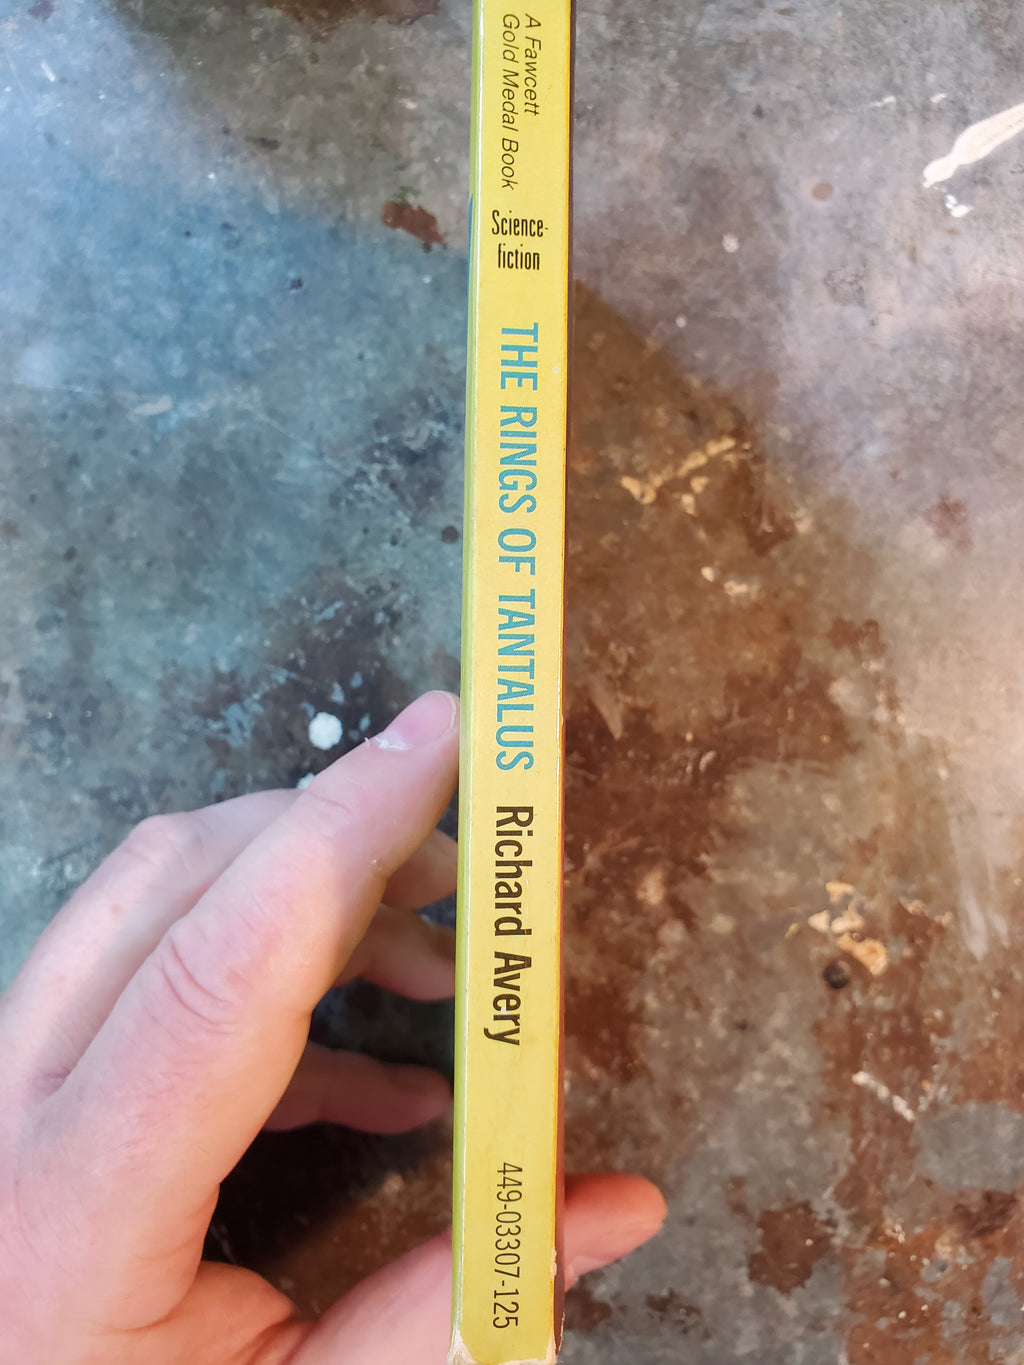 A Fawcett
Gold Medal Book
Science-
fiction
THE RINGS OF TANTALUS
Richard Avery
449-03307-125